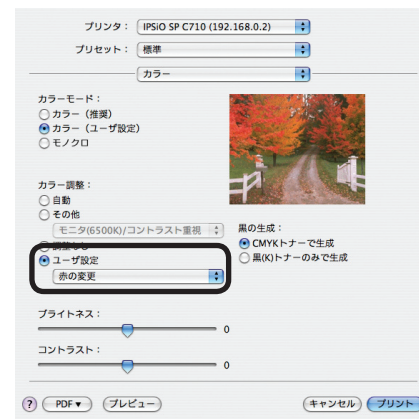 プリンタ： IPSiO SP C710 (192.168.0.2)
プリセット： 標準
カラー
カラーモード：
カラー（推奨）
カラー（ユーザ設定）
モノクロ
カラー調整：
自動
その他
モニタ(6500K)/コントラスト重視
調整なし
ユーザ設定
赤の変更
黒の生成：
CMYKトナーで生成
黒(K)トナーのみで生成
ブライトネス：
0
コントラスト：
0
? PDF▼ プレビュー キャンセル プリント